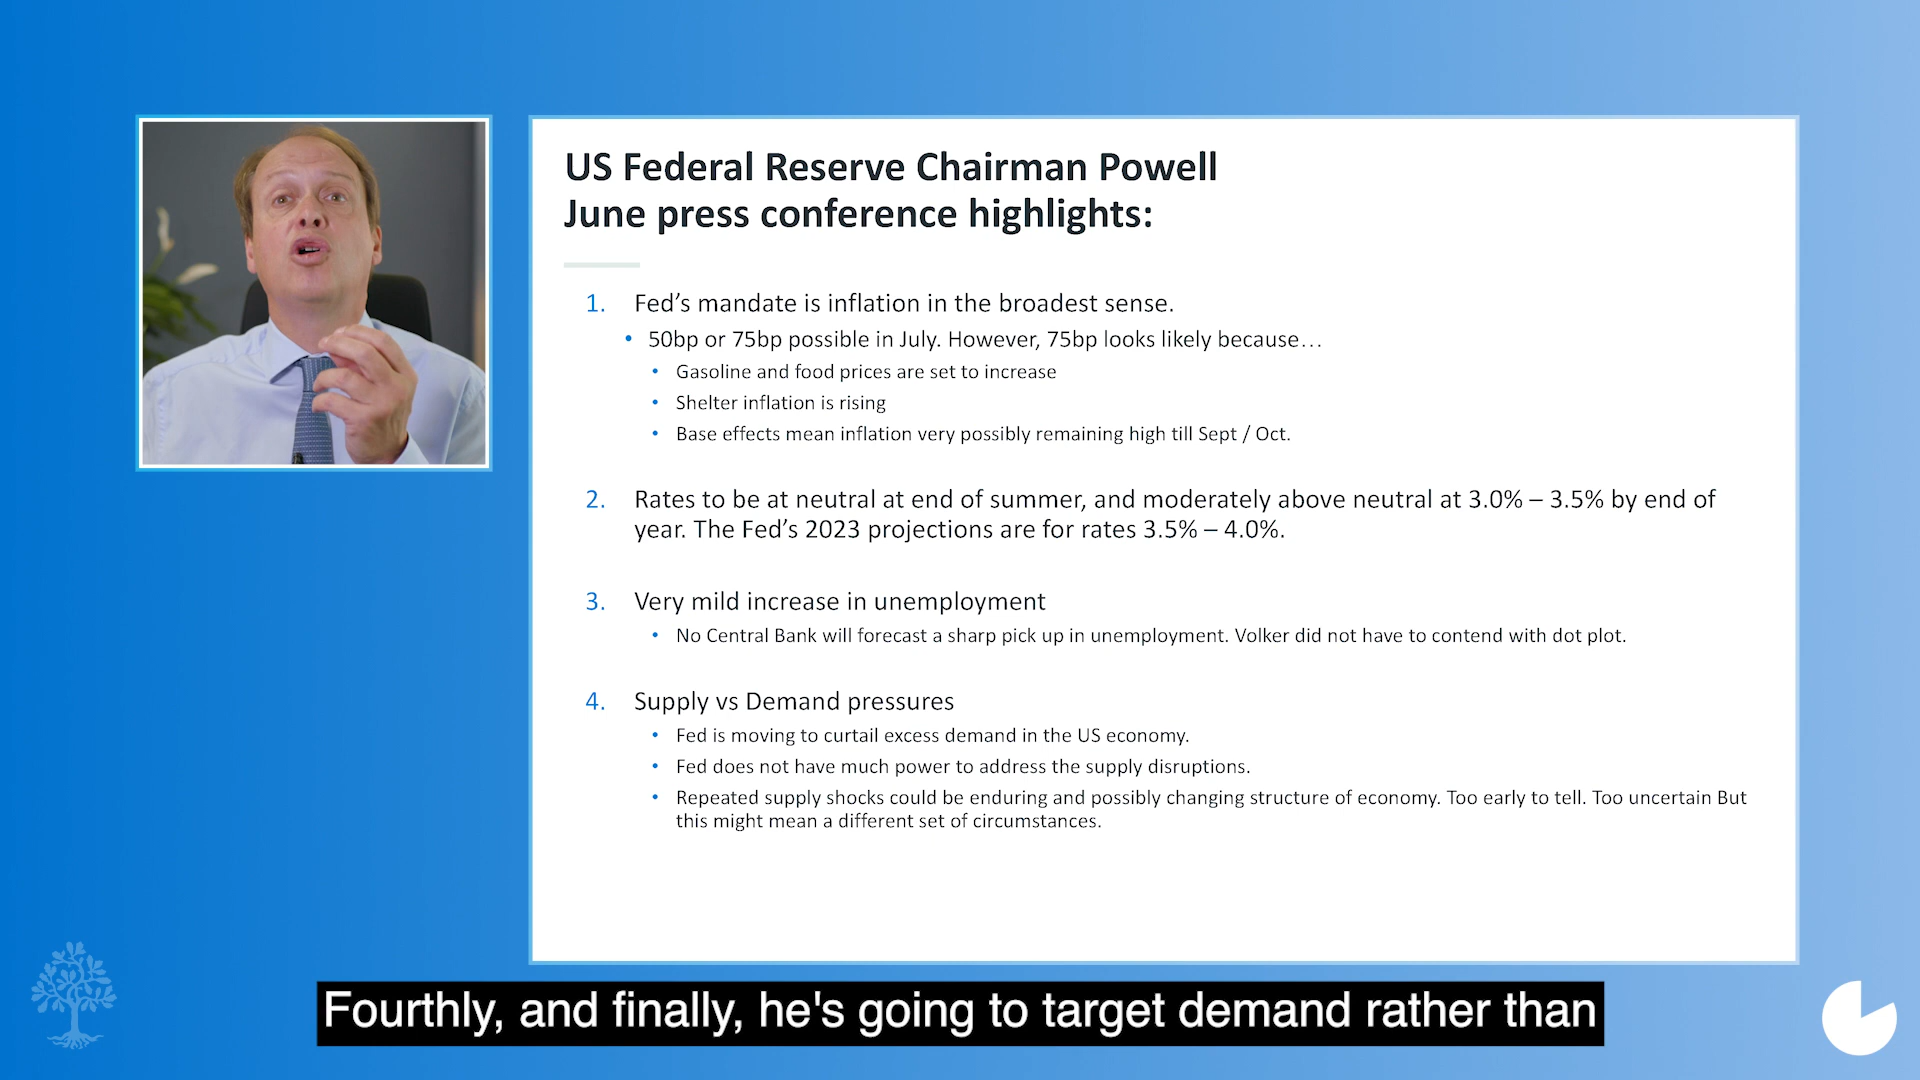 US Federal Reserve Chairman Powell
June press conference highlights:
1. Fed’s mandate is inflation in the broadest sense.
• 50bp or 75bp possible in July. However, 75bp looks likely because…
• Gasoline and food prices are set to increase
• Shelter inflation is rising
• Base effects mean inflation very possibly remaining high till Sept / Oct.
2. Rates to be at neutral at end of summer, and moderately above neutral at 3.0% – 3.5% by end of
year. The Fed’s 2023 projections are for rates 3.5% – 4.0%.
3. Very mild increase in unemployment
• No Central Bank will forecast a sharp pick up in unemployment. Volker did not have to contend with dot plot.
4. Supply vs Demand pressures
• Fed is moving to curtail excess demand in the US economy.
• Fed does not have much power to address the supply disruptions.
• Repeated supply shocks could be enduring and possibly changing structure of economy. Too early to tell. Too uncertain But
this might mean a different set of circumstances.
Fourthly, and finally, he's going to target demand rather than